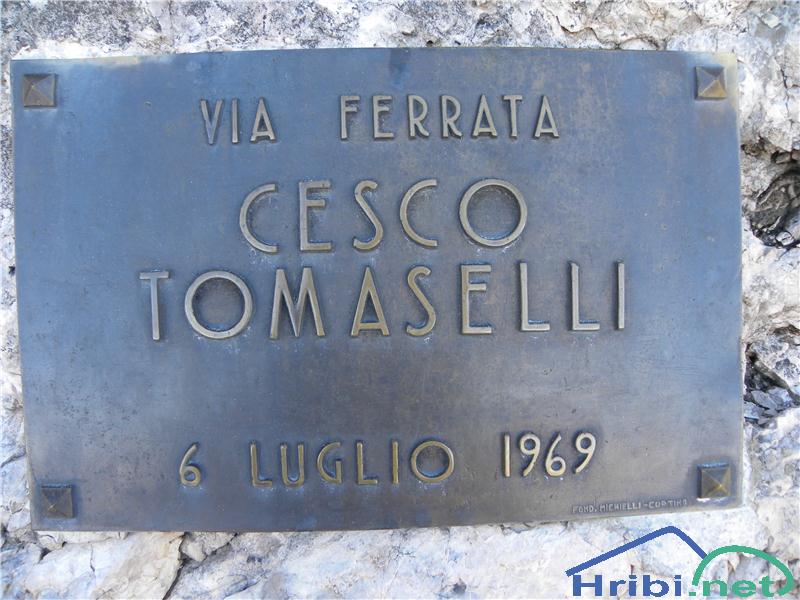 VIA FERRATA
CESCO
TOMASELLI
6 LUGLIO 1969
FOND. MICHIELLI-CORTINA
Hribi.net